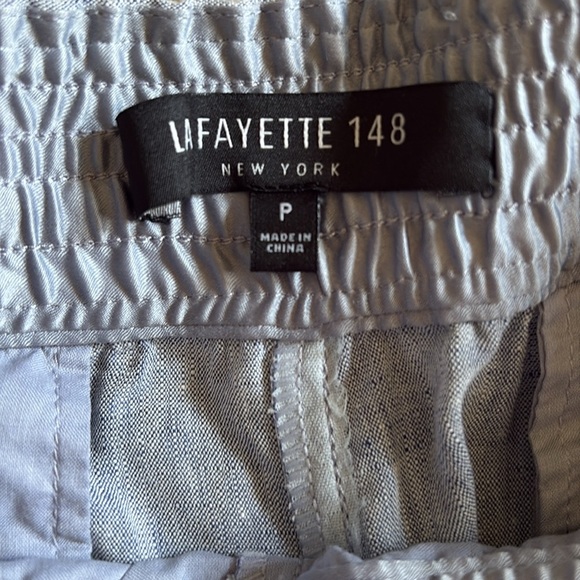 LAFAYETTE 148
NEW YORK
P
MADE IN
CHINA